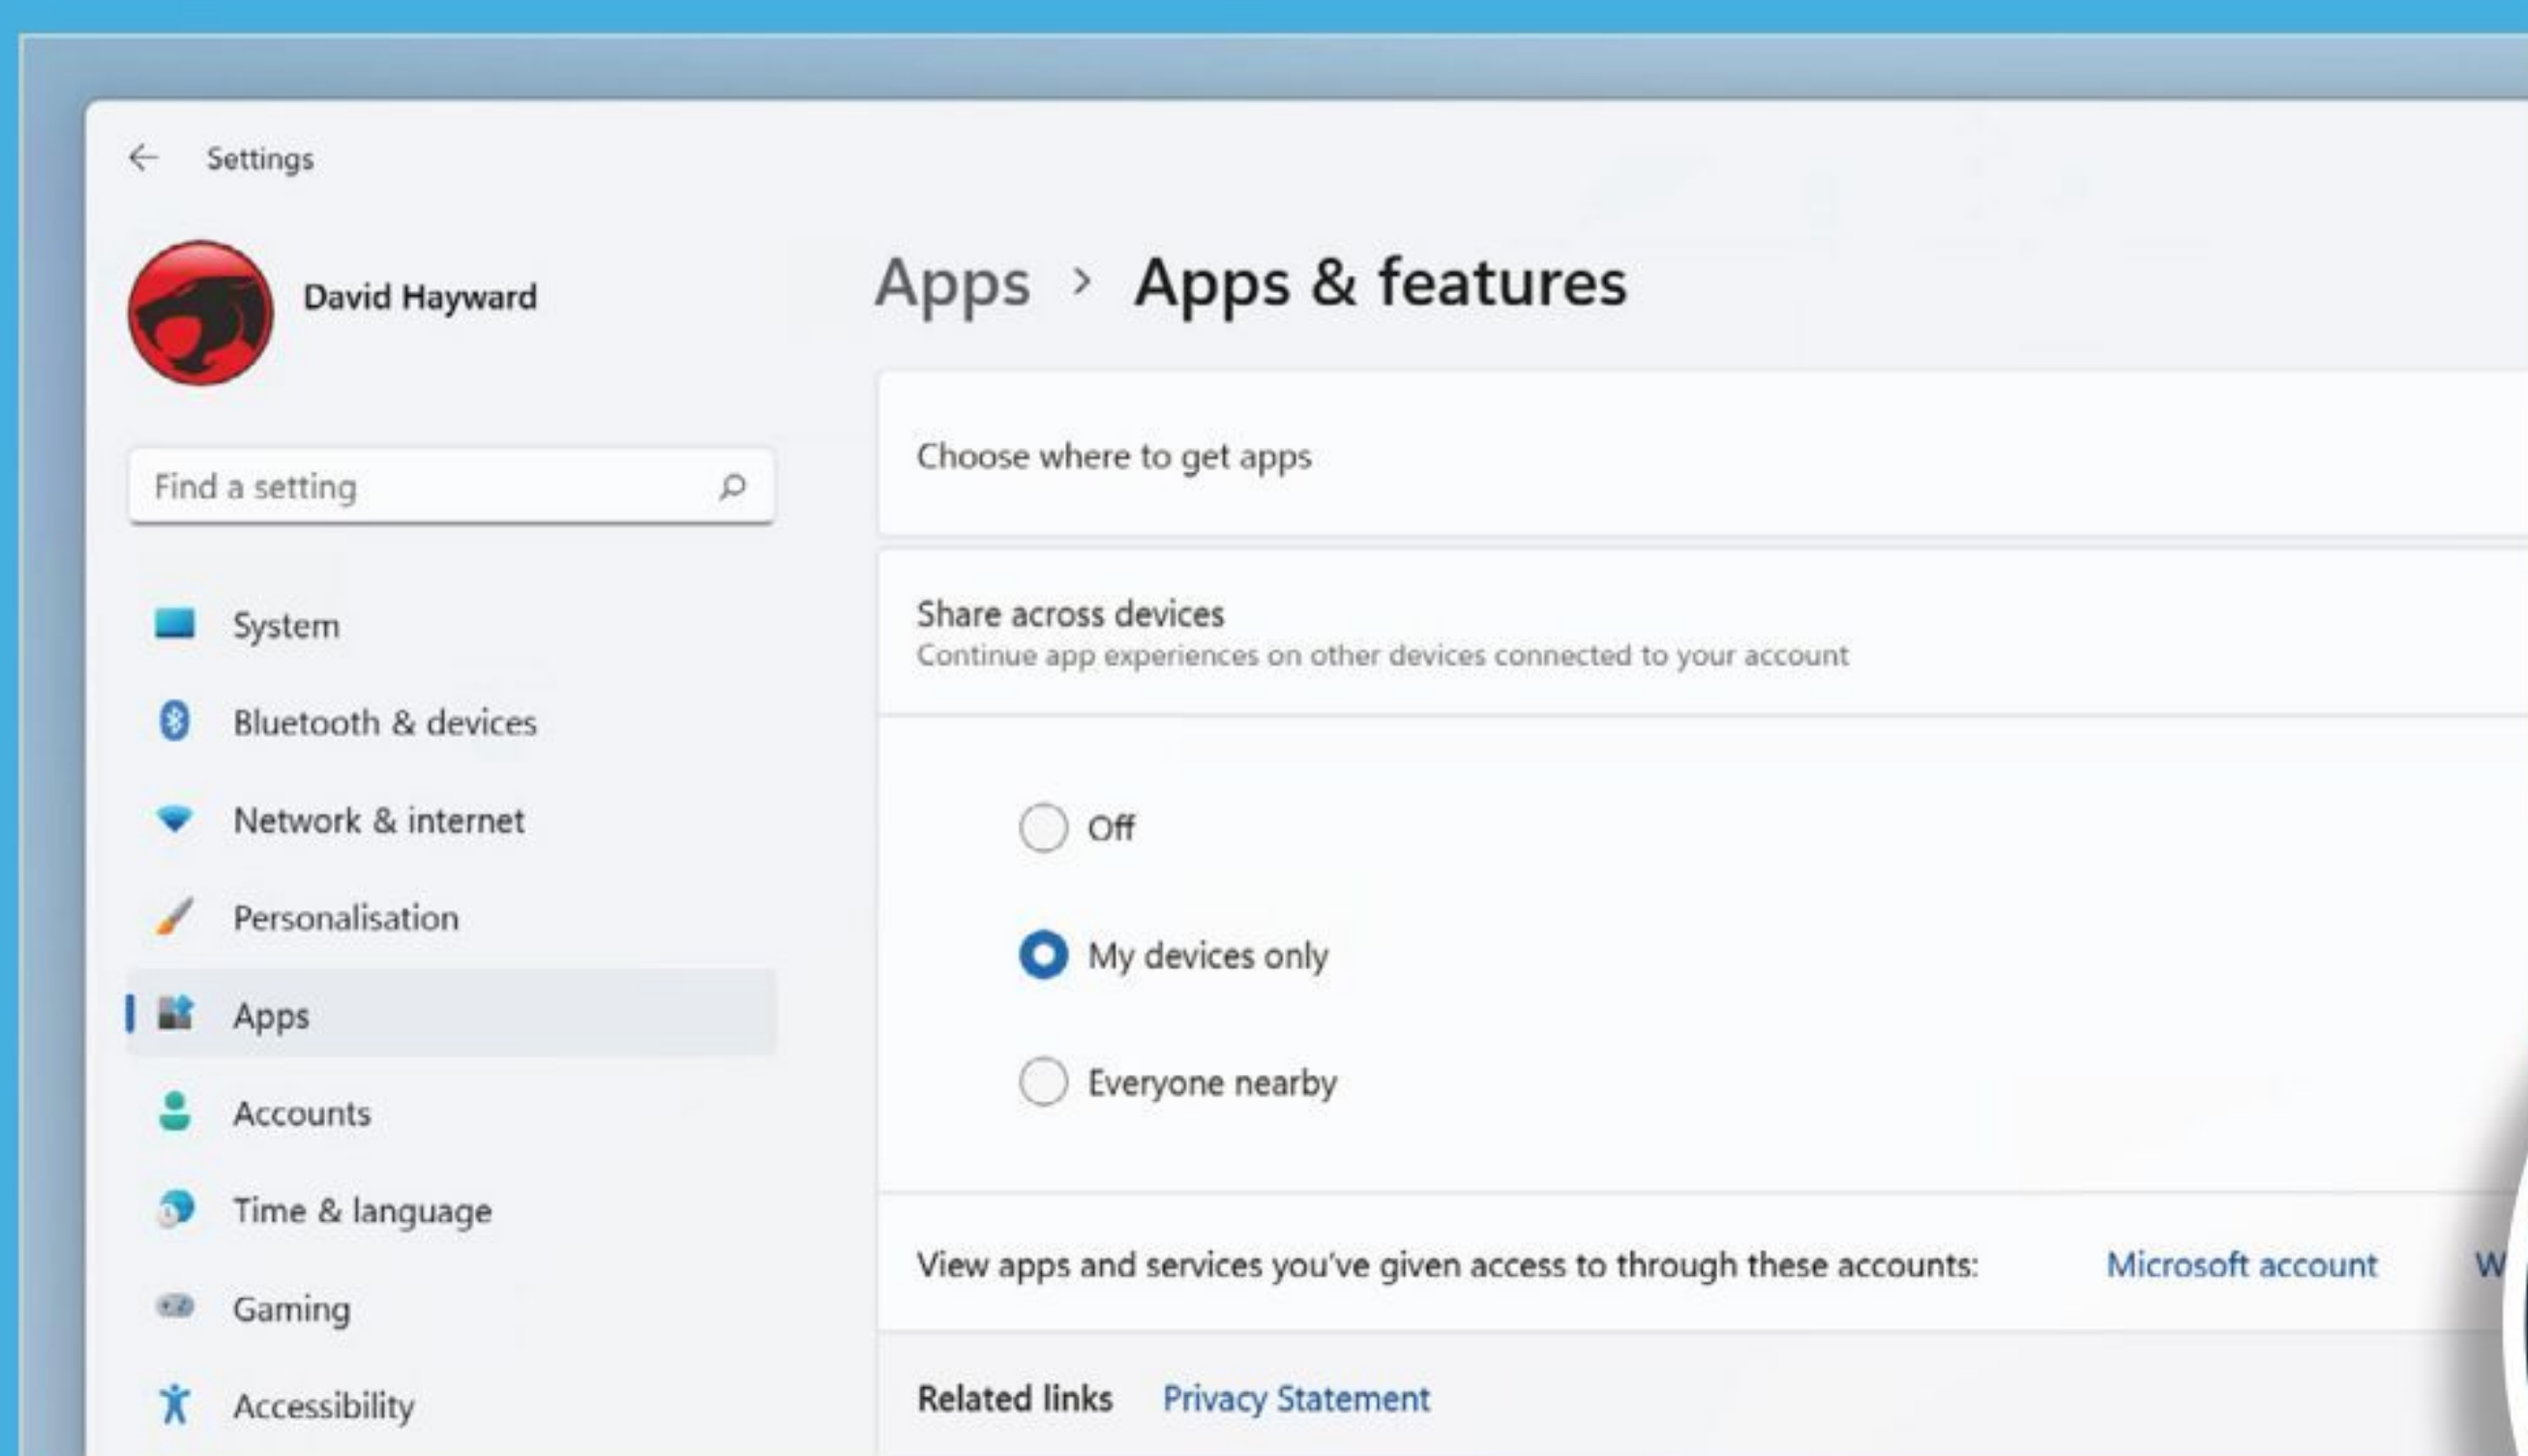 Settings
David Hayward
Find a setting
System
Bluetooth & devices
Network & internet
Personalisation
Apps
Accounts
Time & language
Gaming
Accessibility
Apps > Apps & features
Choose where to get apps
Share across devices
Continue app experiences on other devices connected to your account
Off
My devices only
Everyone nearby
View apps and services you've given access to through these accounts: Microsoft account
Related links Privacy Statement